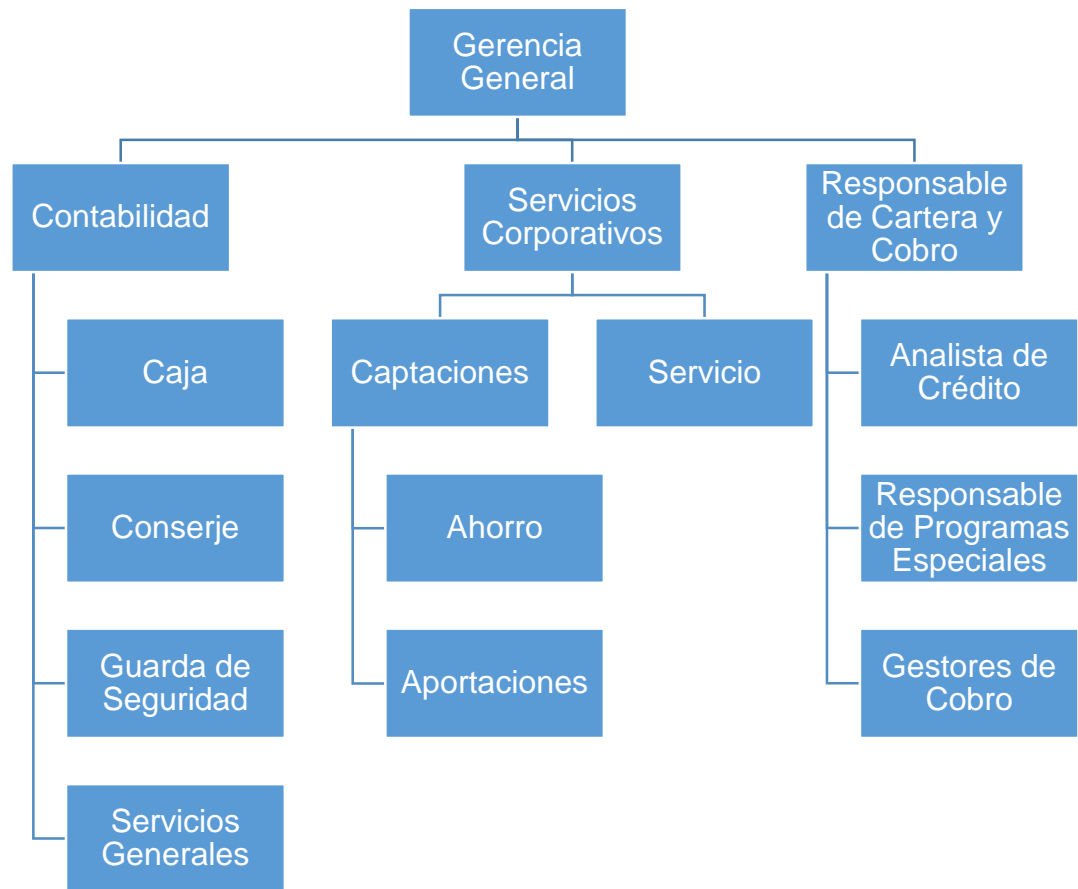 Gerencia
General
Contabilidad
Servicios
Corporativos
Responsable
de Cartera y
Cobro
Caja
Captaciones
Servicio
Analista de
Crédito
Conserje
Ahorro
Responsable
de Programas
Especiales
Guarda de
Seguridad
Aportaciones
Gestores de
Cobro
Servicios
Generales